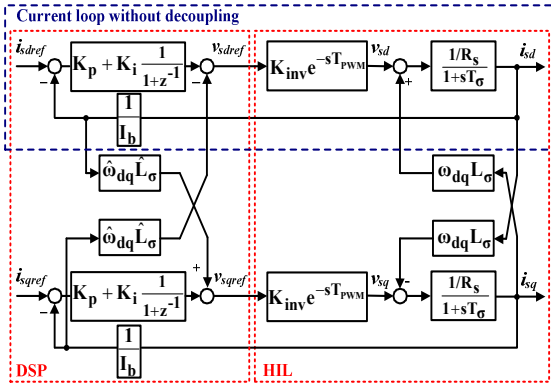 Current loop without decoupling
i_sdref
K_p + K_i 1/(1+z^-1)
v_sdref
K_inv e^-sT_PWM
v_sd
1/R_s
1+sT_σ
i_sd
−
−
+
1
I_b
ω̂_dq L̂_σ
ω_dq L_σ
ω̂_dq L̂_σ
ω_dq L_σ
i_sqref
K_p + K_i 1/(1+z^-1)
+
v_sqref
K_inv e^-sT_PWM
v_sq
-
1/R_s
1+sT_σ
i_sq
−
1
I_b
DSP
HIL